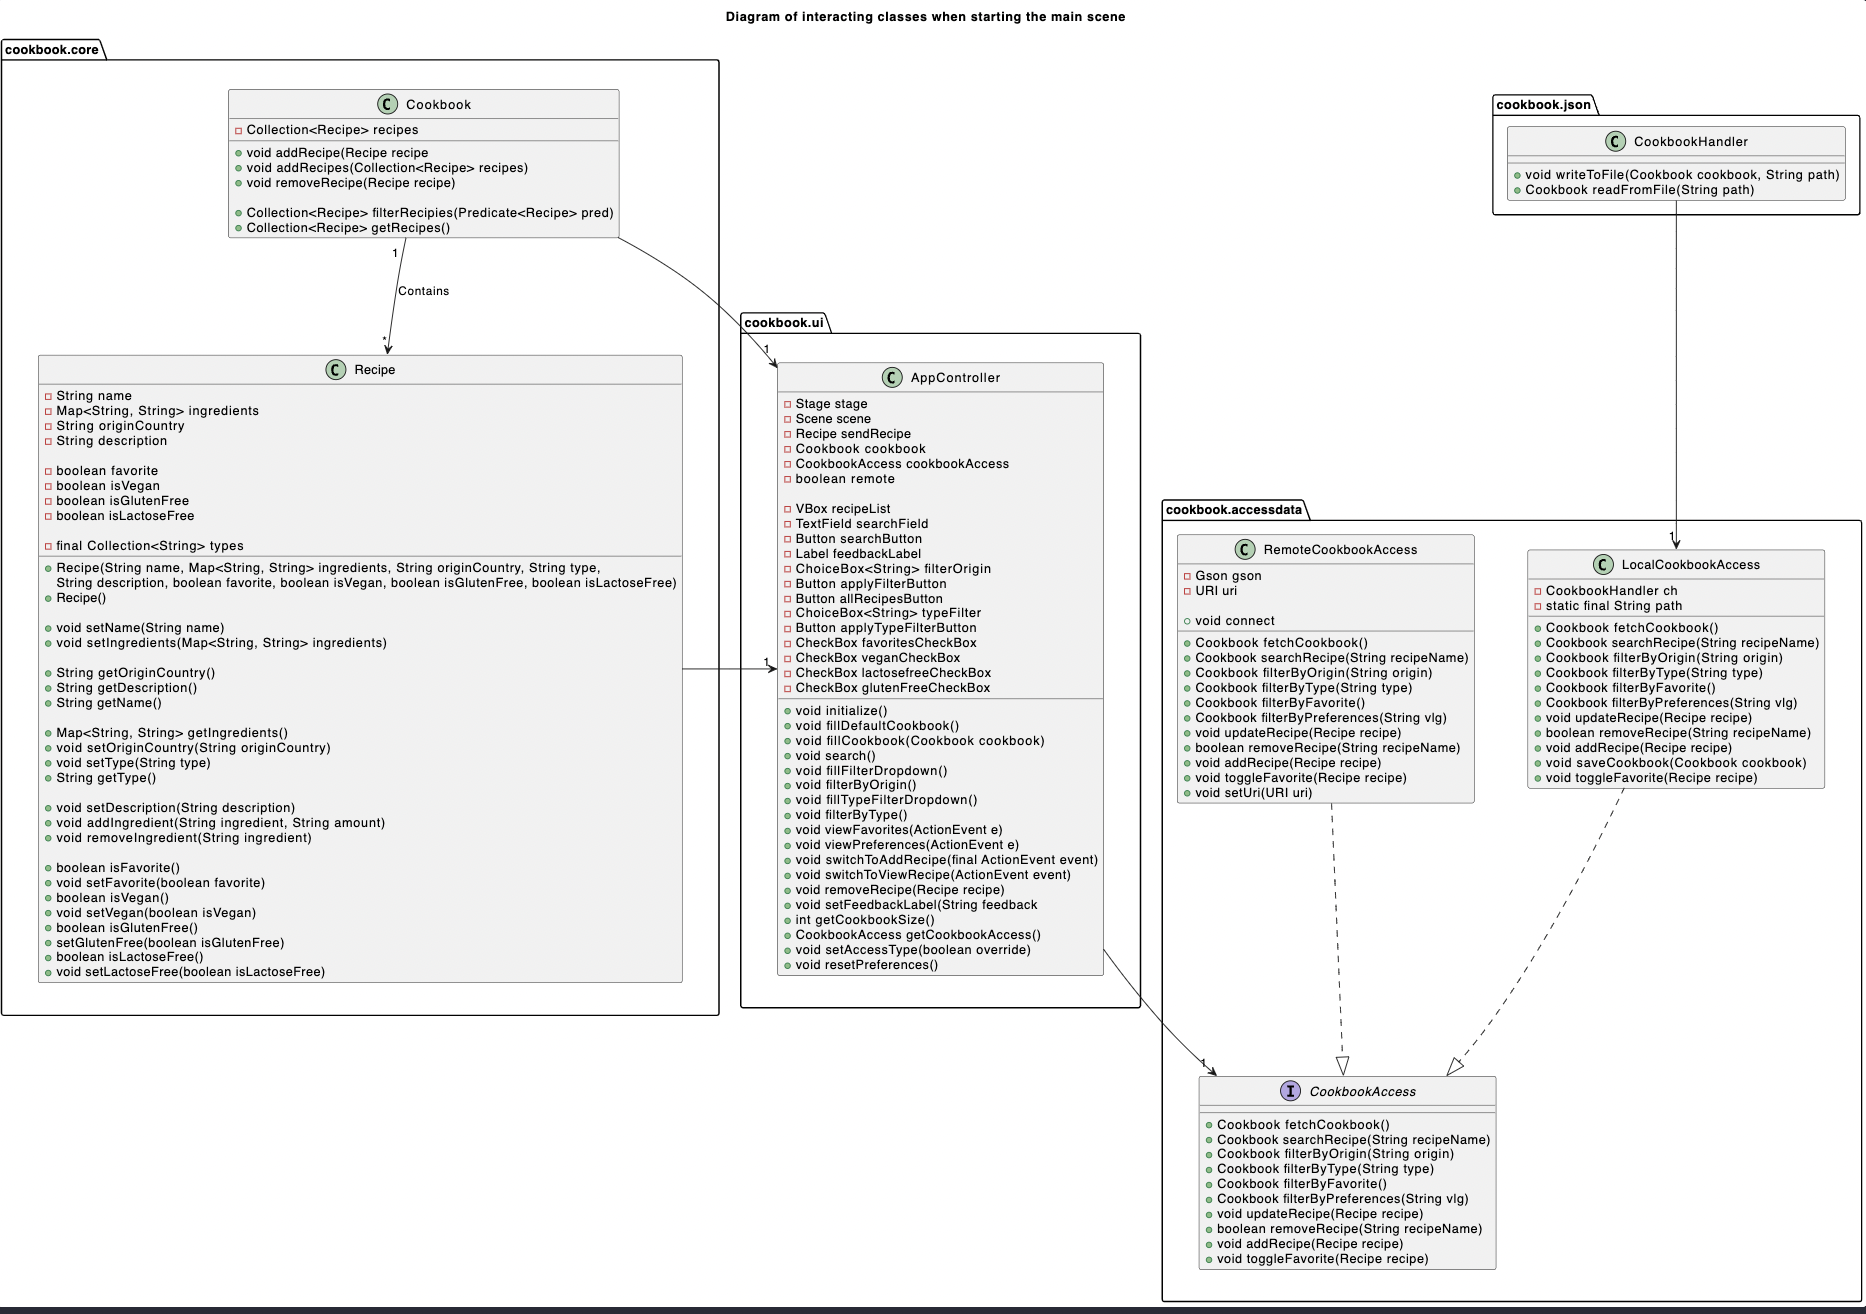 Diagram of interacting classes when starting the main scene
cookbook.core
C Cookbook
Collection<Recipe> recipes
void addRecipe(Recipe recipe
void addRecipes(Collection<Recipe> recipes)
void removeRecipe(Recipe recipe)
Collection<Recipe> filterRecipies(Predicate<Recipe> pred)
Collection<Recipe> getRecipes()
1
Contains
*
C Recipe
String name
Map<String, String> ingredients
String originCountry
String description
boolean favorite
boolean isVegan
boolean isGlutenFree
boolean isLactoseFree
final Collection<String> types
Recipe(String name, Map<String, String> ingredients, String originCountry, String type,
String description, boolean favorite, boolean isVegan, boolean isGlutenFree, boolean isLactoseFree)
Recipe()
void setName(String name)
void setIngredients(Map<String, String> ingredients)
String getOriginCountry()
String getDescription()
String getName()
Map<String, String> getIngredients()
void setOriginCountry(String originCountry)
void setType(String type)
String getType()
void setDescription(String description)
void addIngredient(String ingredient, String amount)
void removeIngredient(String ingredient)
boolean isFavorite()
void setFavorite(boolean favorite)
boolean isVegan()
void setVegan(boolean isVegan)
boolean isGlutenFree()
setGlutenFree(boolean isGlutenFree)
boolean isLactoseFree()
void setLactoseFree(boolean isLactoseFree)
cookbook.ui
1
1
C AppController
Stage stage
Scene scene
Recipe sendRecipe
Cookbook cookbook
CookbookAccess cookbookAccess
boolean remote
VBox recipeList
TextField searchField
Button searchButton
Label feedbackLabel
ChoiceBox<String> filterOrigin
Button applyFilterButton
Button allRecipesButton
ChoiceBox<String> typeFilter
Button applyTypeFilterButton
CheckBox favoritesCheckBox
CheckBox veganCheckBox
CheckBox lactosefreeCheckBox
CheckBox glutenFreeCheckBox
void initialize()
void fillDefaultCookbook()
void fillCookbook(Cookbook cookbook)
void search()
void fillFilterDropdown()
void filterByOrigin()
void fillTypeFilterDropdown()
void filterByType()
void viewFavorites(ActionEvent e)
void viewPreferences(ActionEvent e)
void switchToAddRecipe(final ActionEvent event)
void switchToViewRecipe(ActionEvent event)
void removeRecipe(Recipe recipe)
void setFeedbackLabel(String feedback
int getCookbookSize()
CookbookAccess getCookbookAccess()
void setAccessType(boolean override)
void resetPreferences()
cookbook.json
C CookbookHandler
void writeToFile(Cookbook cookbook, String path)
Cookbook readFromFile(String path)
cookbook.accessdata
C RemoteCookbookAccess
Gson gson
URI uri
void connect
Cookbook fetchCookbook()
Cookbook searchRecipe(String recipeName)
Cookbook filterByOrigin(String origin)
Cookbook filterByType(String type)
Cookbook filterByFavorite()
Cookbook filterByPreferences(String vlg)
void updateRecipe(Recipe recipe)
boolean removeRecipe(String recipeName)
void addRecipe(Recipe recipe)
void toggleFavorite(Recipe recipe)
void setUri(URI uri)
1
C LocalCookbookAccess
CookbookHandler ch
static final String path
Cookbook fetchCookbook()
Cookbook searchRecipe(String recipeName)
Cookbook filterByOrigin(String origin)
Cookbook filterByType(String type)
Cookbook filterByFavorite()
Cookbook filterByPreferences(String vlg)
void updateRecipe(Recipe recipe)
boolean removeRecipe(String recipeName)
void addRecipe(Recipe recipe)
void saveCookbook(Cookbook cookbook)
void toggleFavorite(Recipe recipe)
1
I CookbookAccess
Cookbook fetchCookbook()
Cookbook searchRecipe(String recipeName)
Cookbook filterByOrigin(String origin)
Cookbook filterByType(String type)
Cookbook filterByFavorite()
Cookbook filterByPreferences(String vlg)
void updateRecipe(Recipe recipe)
boolean removeRecipe(String recipeName)
void addRecipe(Recipe recipe)
void toggleFavorite(Recipe recipe)